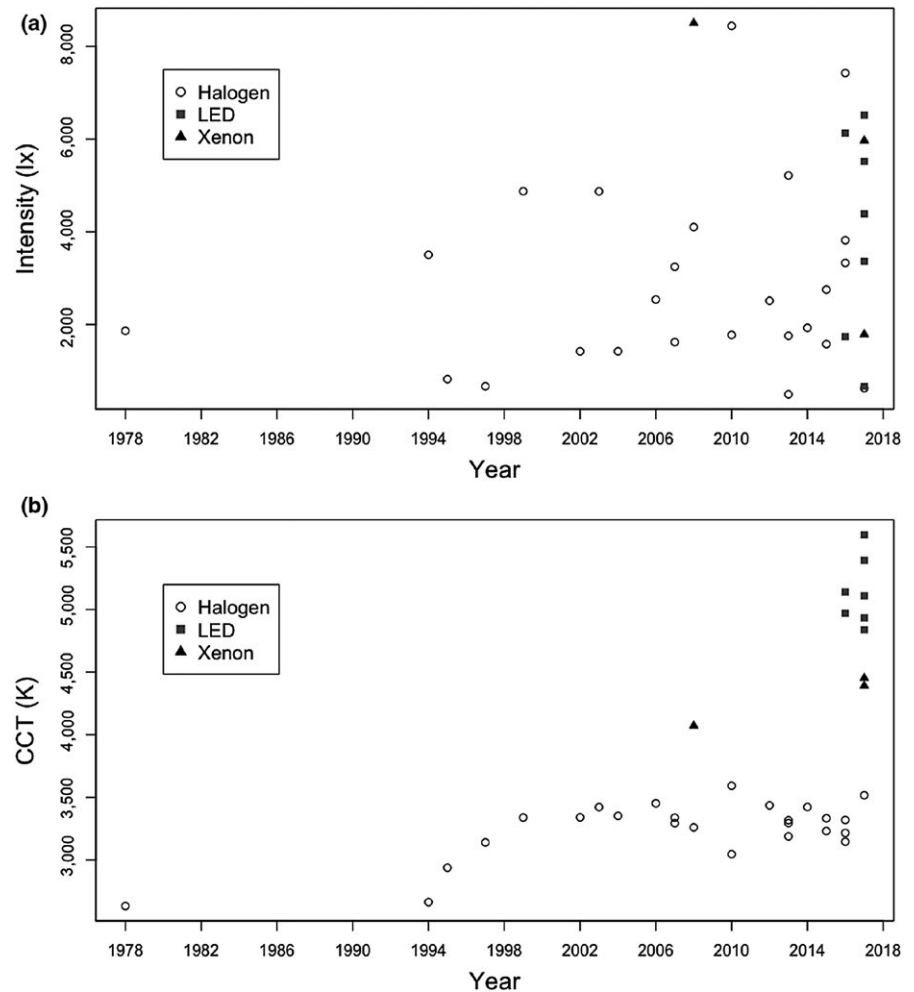 (a)
8,000
6,000
4,000
2,000
Intensity (lx)
Halogen
LED
Xenon
1978 1982 1986 1990 1994 1998 2002 2006 2010 2014 2018
Year
(b)
5,500
5,000
4,500
4,000
3,500
3,000
CCT (K)
Halogen
LED
Xenon
1978 1982 1986 1990 1994 1998 2002 2006 2010 2014 2018
Year